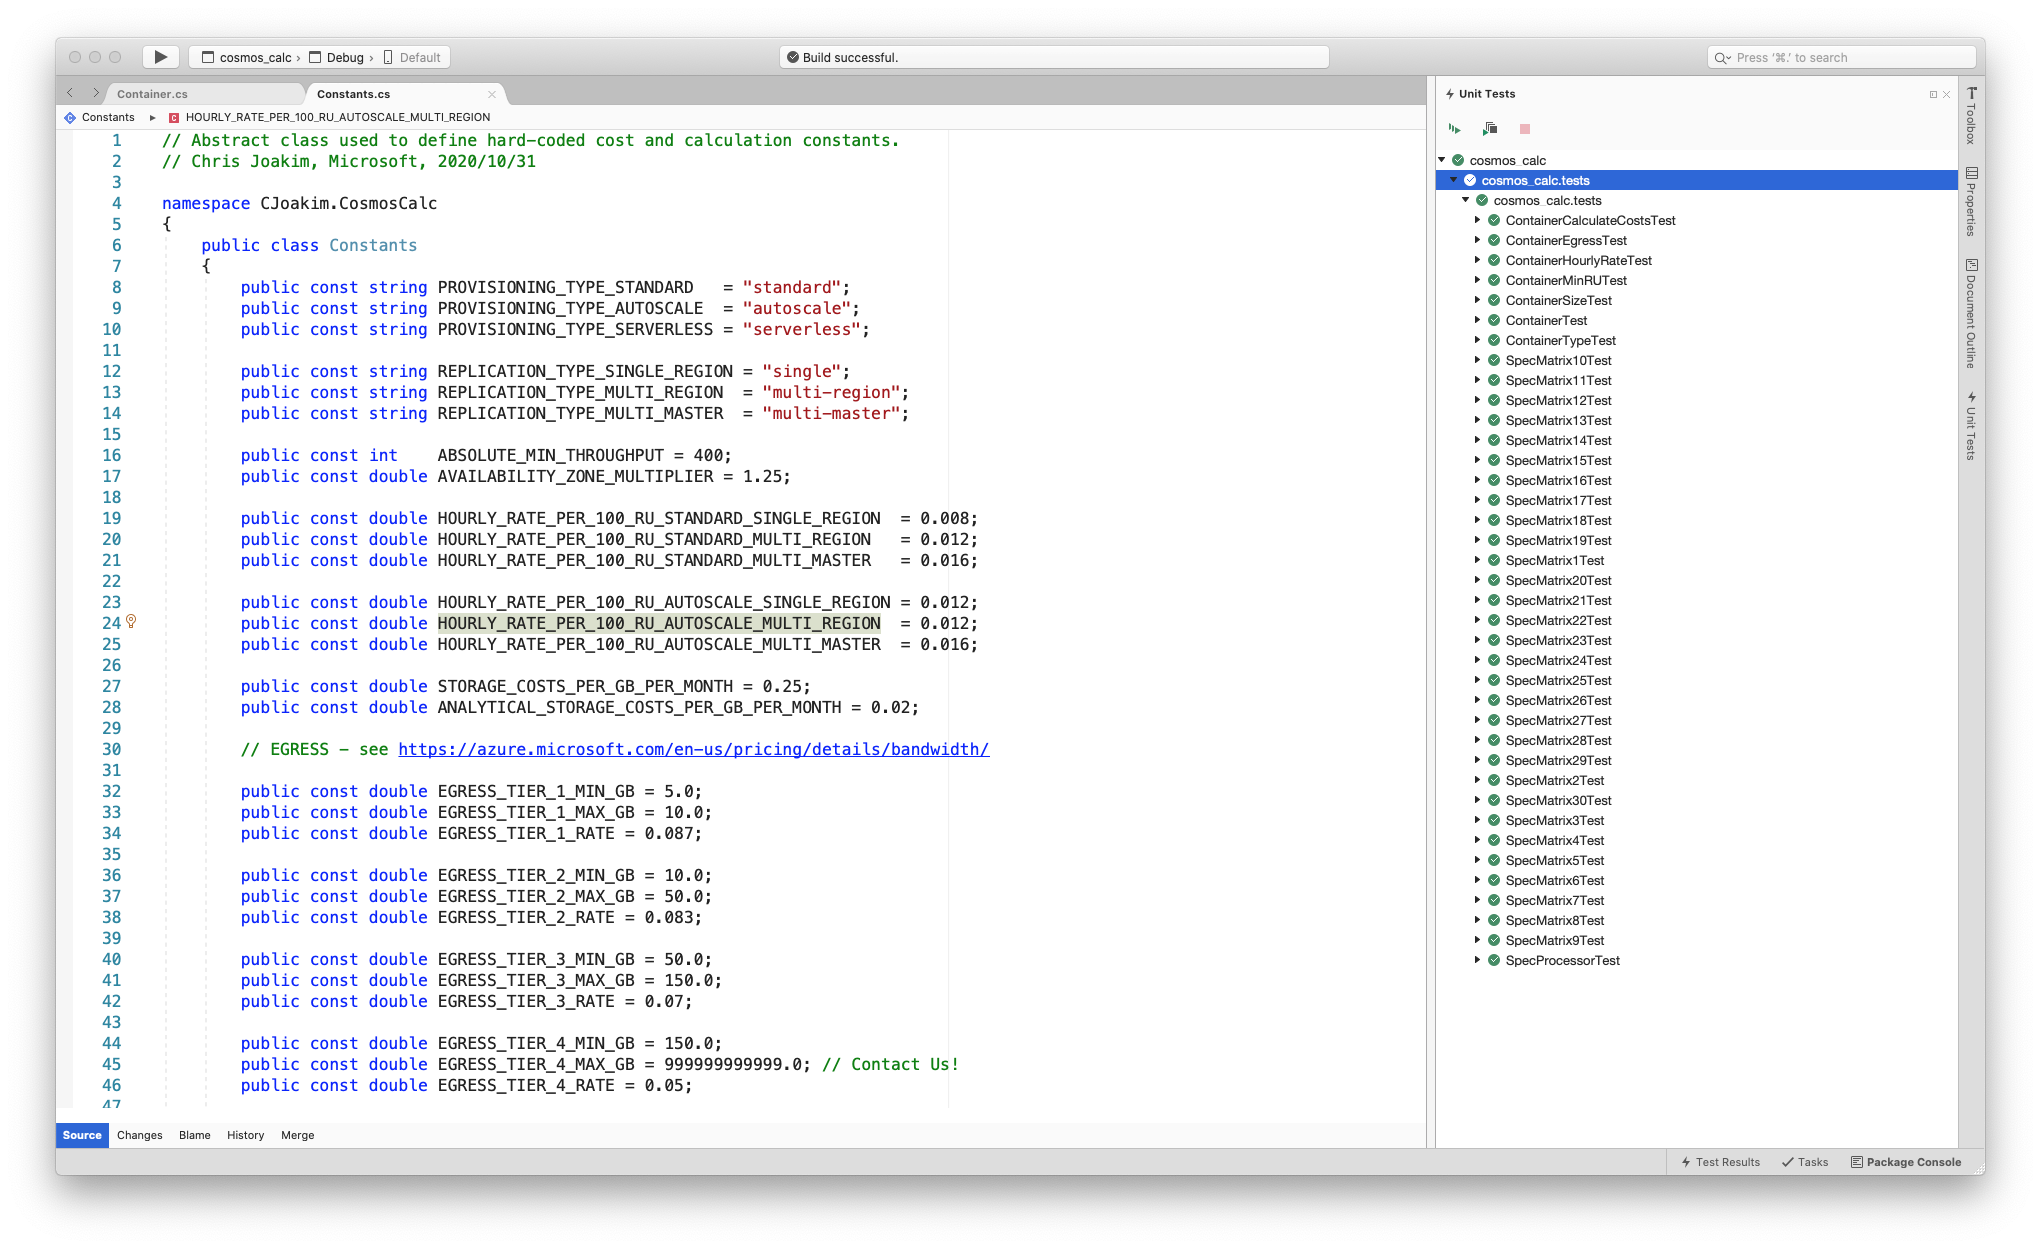 cosmos_calc › Debug › Default
Build successful.
Press ‘⌘.’ to search
Container.cs
Constants.cs
Constants
HOURLY_RATE_PER_100_RU_AUTOSCALE_MULTI_REGION
1 // Abstract class used to define hard-coded cost and calculation constants.
2 // Chris Joakim, Microsoft, 2020/10/31
3
4 namespace CJoakim.CosmosCalc
5 {
6 public class Constants
7 {
8 public const string PROVISIONING_TYPE_STANDARD = "standard";
9 public const string PROVISIONING_TYPE_AUTOSCALE = "autoscale";
10 public const string PROVISIONING_TYPE_SERVERLESS = "serverless";
11
12 public const string REPLICATION_TYPE_SINGLE_REGION = "single";
13 public const string REPLICATION_TYPE_MULTI_REGION = "multi-region";
14 public const string REPLICATION_TYPE_MULTI_MASTER = "multi-master";
15
16 public const int ABSOLUTE_MIN_THROUGHPUT = 400;
17 public const double AVAILABILITY_ZONE_MULTIPLIER = 1.25;
18
19 public const double HOURLY_RATE_PER_100_RU_STANDARD_SINGLE_REGION = 0.008;
20 public const double HOURLY_RATE_PER_100_RU_STANDARD_MULTI_REGION = 0.012;
21 public const double HOURLY_RATE_PER_100_RU_STANDARD_MULTI_MASTER = 0.016;
22
23 public const double HOURLY_RATE_PER_100_RU_AUTOSCALE_SINGLE_REGION = 0.012;
24 public const double HOURLY_RATE_PER_100_RU_AUTOSCALE_MULTI_REGION = 0.012;
25 public const double HOURLY_RATE_PER_100_RU_AUTOSCALE_MULTI_MASTER = 0.016;
26
27 public const double STORAGE_COSTS_PER_GB_PER_MONTH = 0.25;
28 public const double ANALYTICAL_STORAGE_COSTS_PER_GB_PER_MONTH = 0.02;
29
30 // EGRESS - see https://azure.microsoft.com/en-us/pricing/details/bandwidth/
31
32 public const double EGRESS_TIER_1_MIN_GB = 5.0;
33 public const double EGRESS_TIER_1_MAX_GB = 10.0;
34 public const double EGRESS_TIER_1_RATE = 0.087;
35
36 public const double EGRESS_TIER_2_MIN_GB = 10.0;
37 public const double EGRESS_TIER_2_MAX_GB = 50.0;
38 public const double EGRESS_TIER_2_RATE = 0.083;
39
40 public const double EGRESS_TIER_3_MIN_GB = 50.0;
41 public const double EGRESS_TIER_3_MAX_GB = 150.0;
42 public const double EGRESS_TIER_3_RATE = 0.07;
43
44 public const double EGRESS_TIER_4_MIN_GB = 150.0;
45 public const double EGRESS_TIER_4_MAX_GB = 999999999999.0; // Contact Us!
46 public const double EGRESS_TIER_4_RATE = 0.05;
47
Source Changes Blame History Merge
Unit Tests
cosmos_calc
cosmos_calc.tests
cosmos_calc.tests
ContainerCalculateCostsTest
ContainerEgressTest
ContainerHourlyRateTest
ContainerMinRUTest
ContainerSizeTest
ContainerTest
ContainerTypeTest
SpecMatrix10Test
SpecMatrix11Test
SpecMatrix12Test
SpecMatrix13Test
SpecMatrix14Test
SpecMatrix15Test
SpecMatrix16Test
SpecMatrix17Test
SpecMatrix18Test
SpecMatrix19Test
SpecMatrix1Test
SpecMatrix20Test
SpecMatrix21Test
SpecMatrix22Test
SpecMatrix23Test
SpecMatrix24Test
SpecMatrix25Test
SpecMatrix26Test
SpecMatrix27Test
SpecMatrix28Test
SpecMatrix29Test
SpecMatrix2Test
SpecMatrix30Test
SpecMatrix3Test
SpecMatrix4Test
SpecMatrix5Test
SpecMatrix6Test
SpecMatrix7Test
SpecMatrix8Test
SpecMatrix9Test
SpecProcessorTest
Toolbox
Properties
Document Outline
Unit Tests
Test Results Tasks Package Console